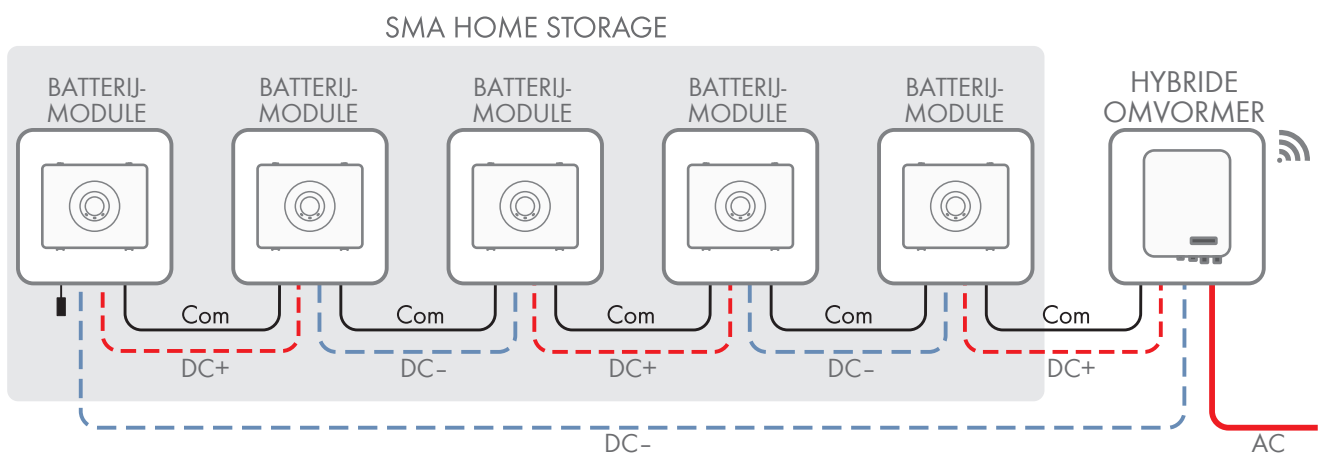 SMA HOME STORAGE
BATTERIJ-
MODULE
BATTERIJ-
MODULE
BATTERIJ-
MODULE
BATTERIJ-
MODULE
BATTERIJ-
MODULE
HYBRIDE
OMVORMER
Com
Com
Com
Com
Com
DC+
DC–
DC+
DC–
DC+
DC–
AC